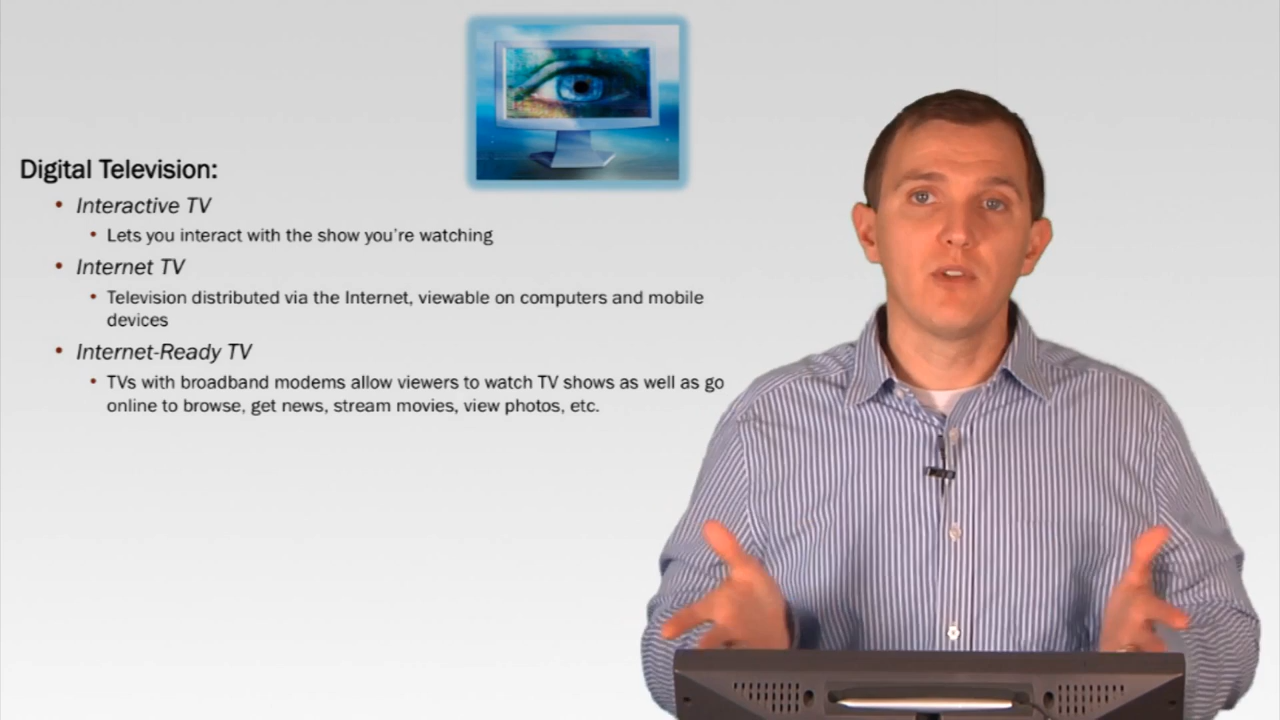 Digital Television:
• Interactive TV
• Lets you interact with the show you're watching
• Internet TV
• Television distributed via the Internet, viewable on computers and mobile
devices
• Internet-Ready TV
• TVs with broadband modems allow viewers to watch TV shows as well as go
online to browse, get news, stream movies, view photos, etc.